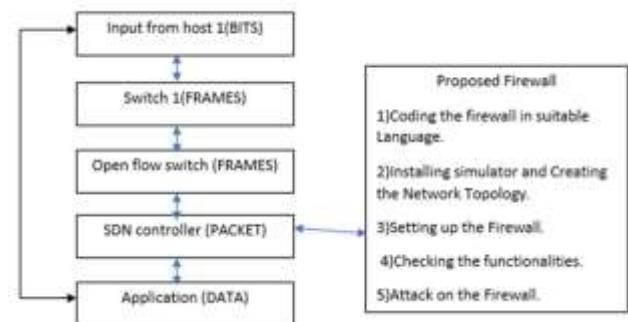 Input from host 1(BITS)
Switch 1(FRAMES)
Open flow switch (FRAMES)
SDN controller (PACKET)
Application (DATA)
Proposed Firewall
1)Coding the firewall in suitable
Language.
2)Installing simulator and Creating
the Network Topology.
3)Setting up the Firewall.
4)Checking the functionalities.
5)Attack on the Firewall.